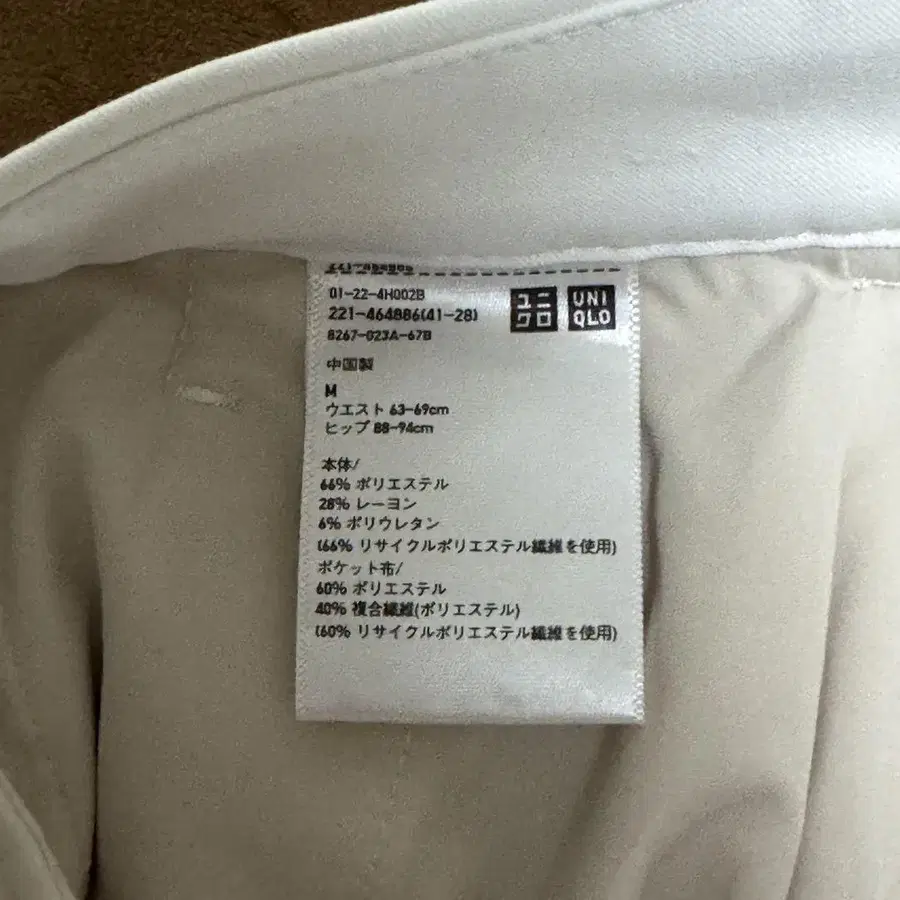 01-22-4H002B
221-464886(41-28)
8267-023A-67B
ユニ
クロ
UNI
QLO
中国製
M
ウエスト 63-69cm
ヒップ 88-94cm
本体/
66% ポリエステル
28% レーヨン
6% ポリウレタン
(66% リサイクルポリエステル繊維を使用)
ポケット布/
60% ポリエステル
40% 複合繊維(ポリエステル)
(60% リサイクルポリエステル繊維を使用)